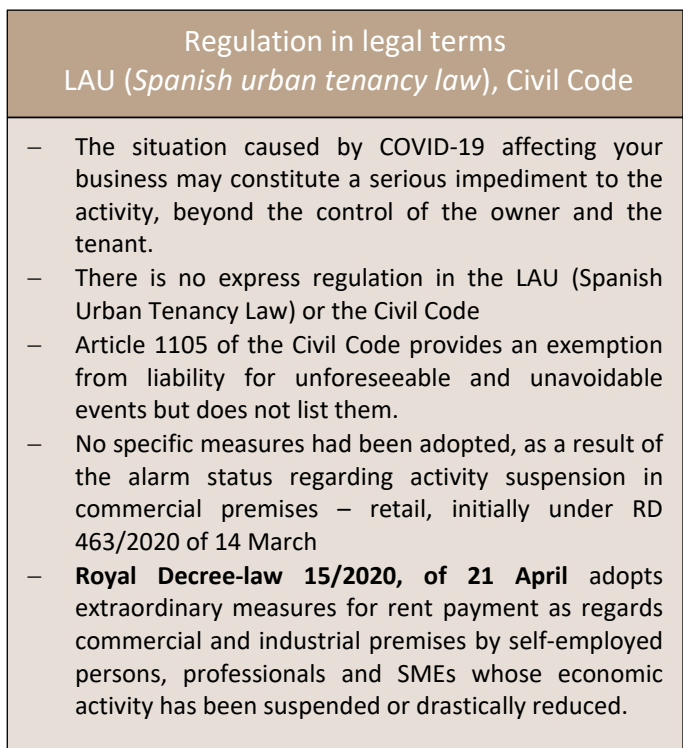 Regulation in legal terms
LAU (Spanish urban tenancy law), Civil Code
– The situation caused by COVID-19 affecting your
business may constitute a serious impediment to the
activity, beyond the control of the owner and the
tenant.
– There is no express regulation in the LAU (Spanish
Urban Tenancy Law) or the Civil Code
– Article 1105 of the Civil Code provides an exemption
from liability for unforeseeable and unavoidable
events but does not list them.
– No specific measures had been adopted, as a result of
the alarm status regarding activity suspension in
commercial premises – retail, initially under RD
463/2020 of 14 March
– Royal Decree-law 15/2020, of 21 April adopts
extraordinary measures for rent payment as regards
commercial and industrial premises by self-employed
persons, professionals and SMEs whose economic
activity has been suspended or drastically reduced.